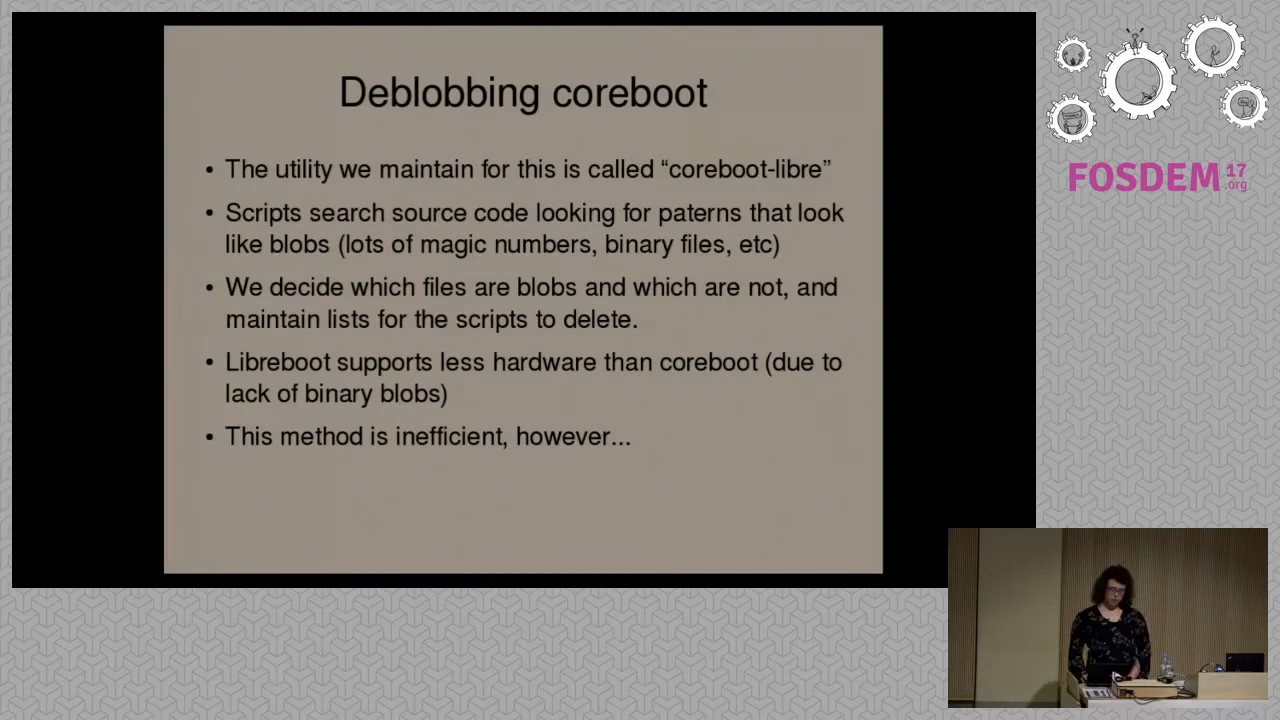 Deblobbing coreboot
• The utility we maintain for this is called “coreboot-libre”
• Scripts search source code looking for paterns that look
like blobs (lots of magic numbers, binary files, etc)
• We decide which files are blobs and which are not, and
maintain lists for the scripts to delete.
• Libreboot supports less hardware than coreboot (due to
lack of binary blobs)
• This method is inefficient, however...
FOSDEM 17
.org